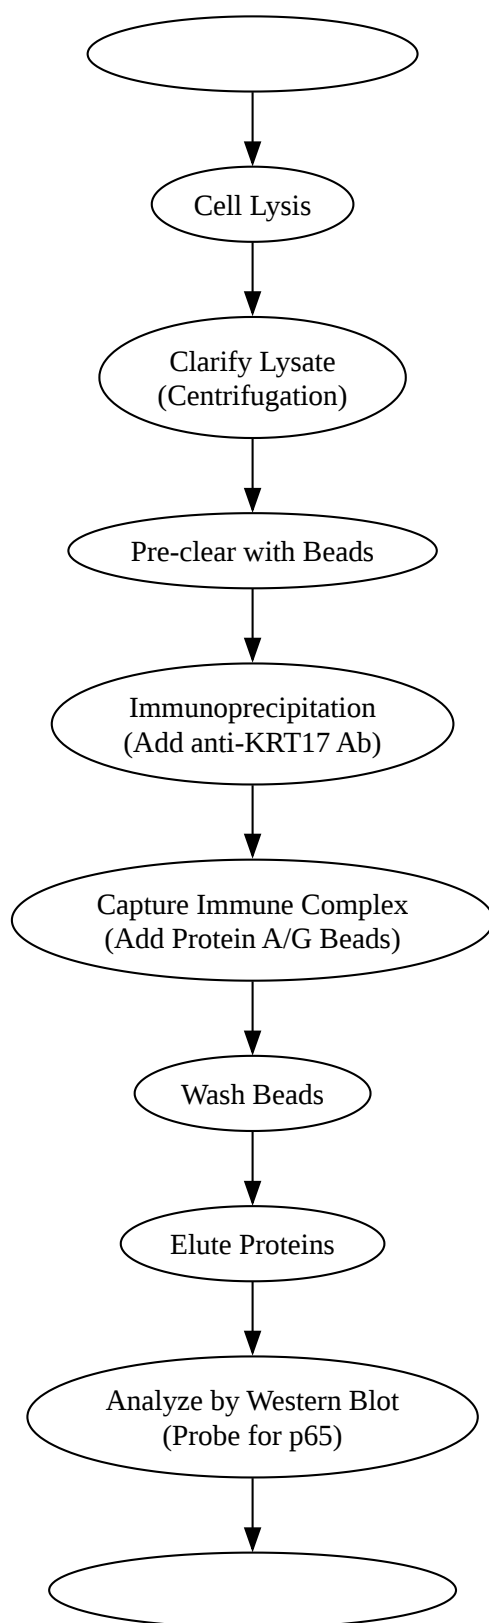 Cell Lysis
Clarify Lysate
(Centrifugation)
Pre-clear with Beads
Immunoprecipitation
(Add anti-KRT17 Ab)
Capture Immune Complex
(Add Protein A/G Beads)
Wash Beads
Elute Proteins
Analyze by Western Blot
(Probe for p65)